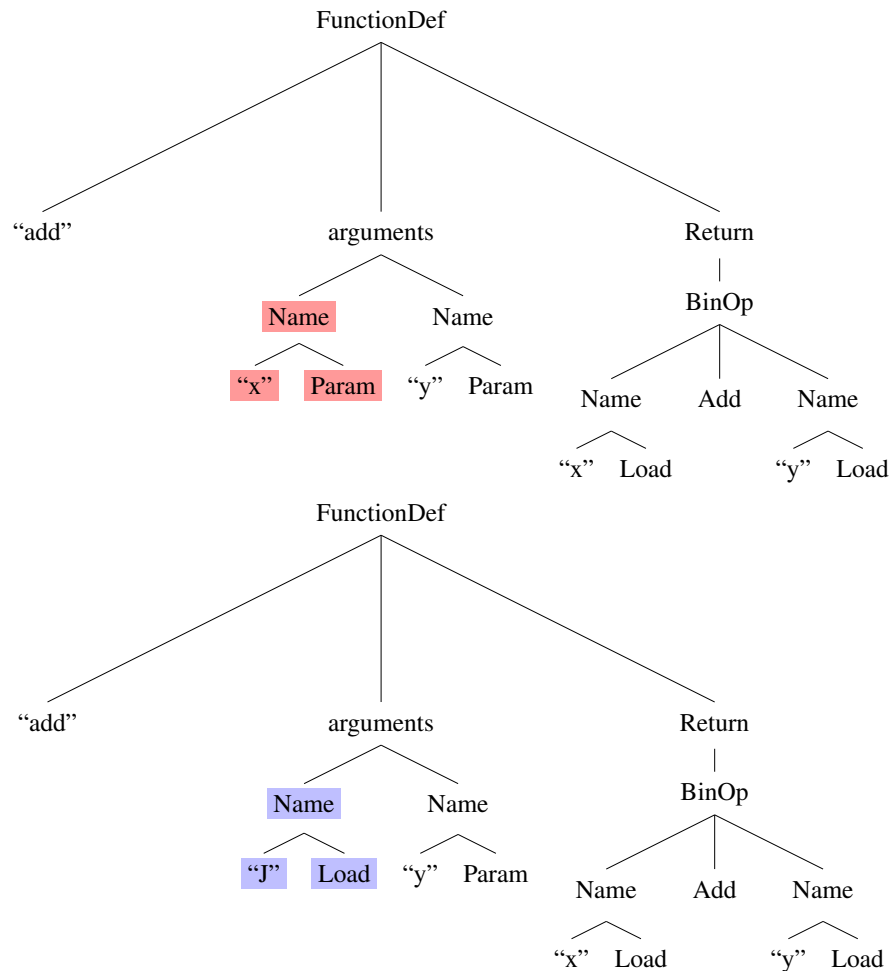 FunctionDef
“add” arguments Return
Name Name BinOp
“x” Param “y” Param Name Add Name
“x” Load “y” Load
FunctionDef
“add” arguments Return
Name Name BinOp
“J” Load “y” Param Name Add Name
“x” Load “y” Load